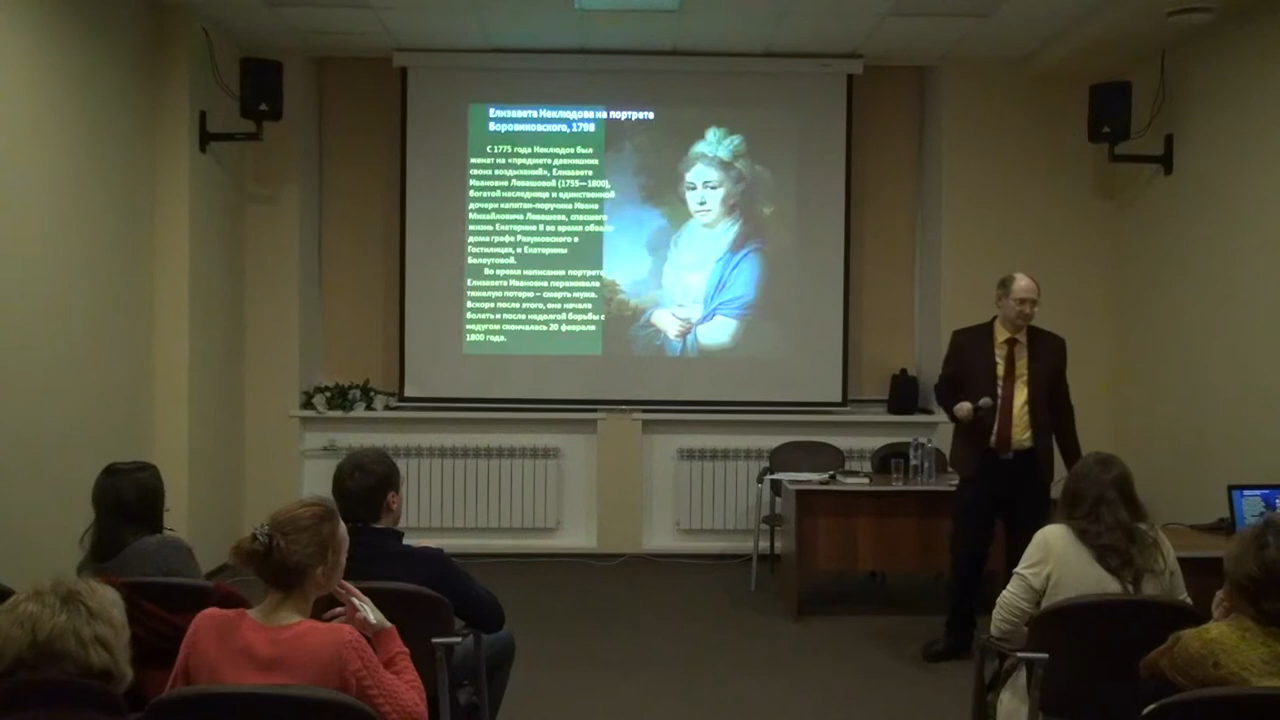 Елизавета Неклюдова на портрете
Боровиковского, 1798
С 1775 года Неклюдов был
женат на «предмете давнишних
своих воздыханий», Елизавете
Ивановне Левашовой (1755—1800),
богатой наследнице и единственной
дочери капитан-поручика Ивана
Михайловича Левашева, спасшего
жизнь Екатерине II во время обвала
дома графа Разумовского в
Гостилицах, и Екатерины
Белеутовой.
Во время написания портрета
Елизавета Ивановна переживала
тяжелую потерю – смерть мужа.
Вскоре после этого, она начала
болеть и после недолгой борьбы с
недугом скончалась 20 февраля
1800 года.